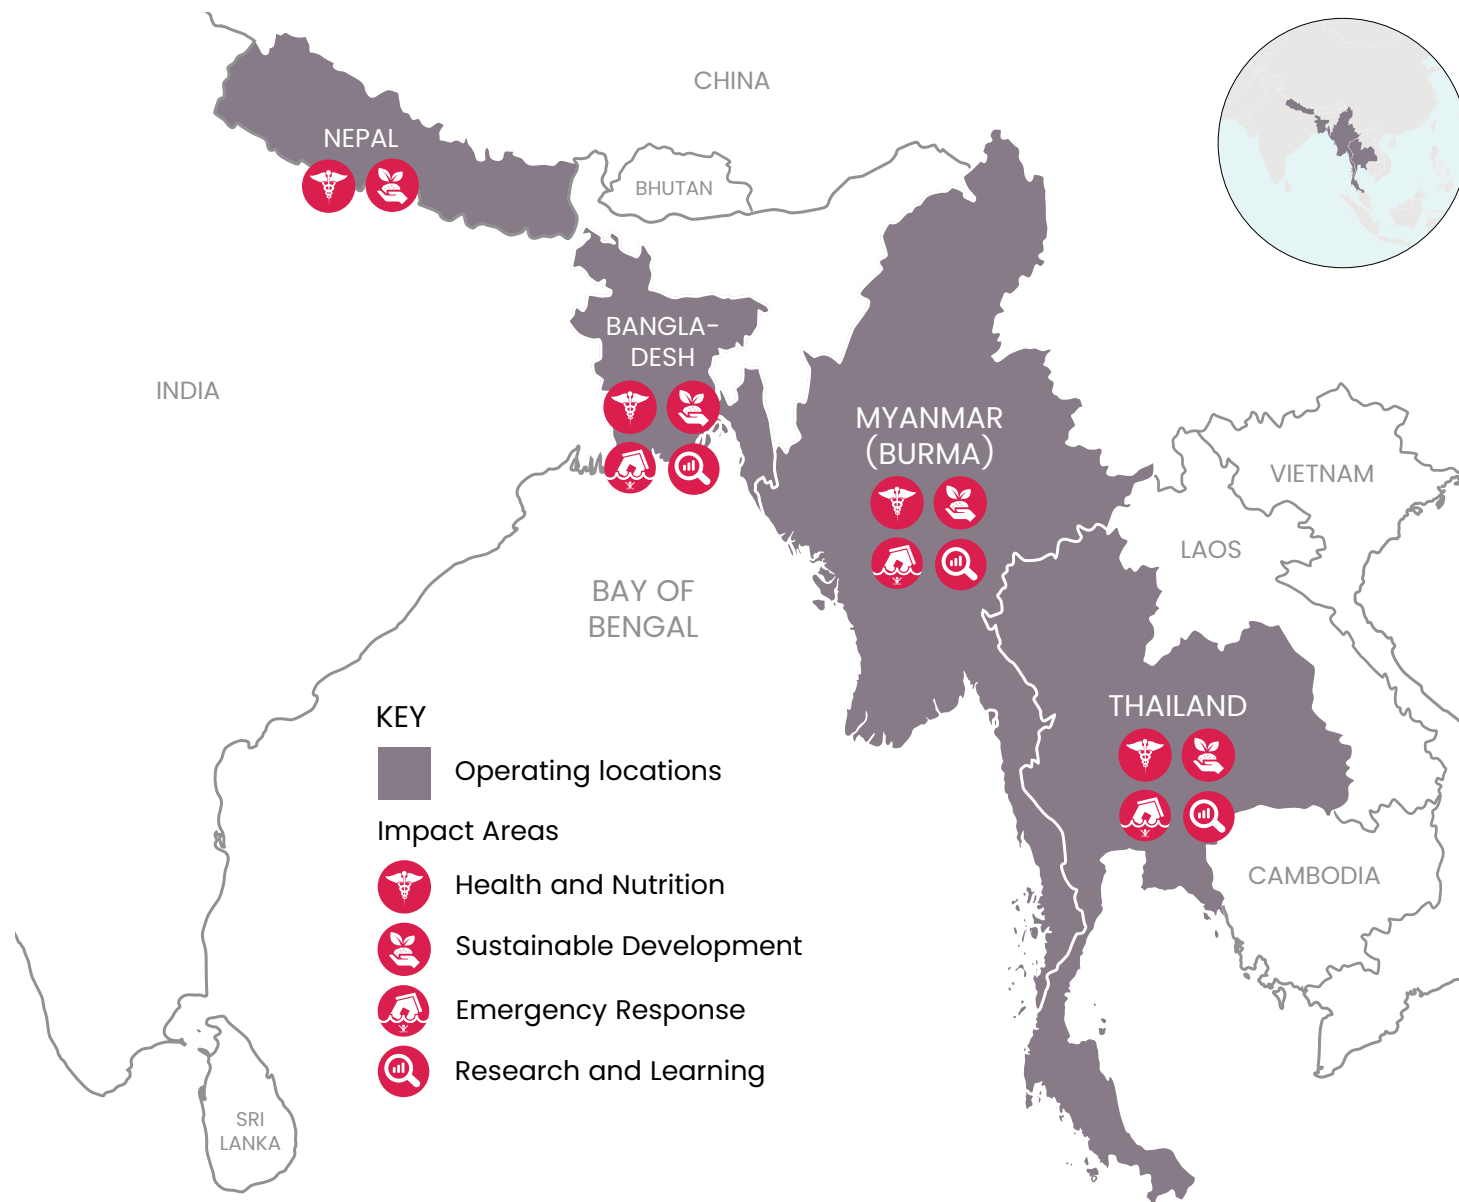 CHINA
NEPAL
BHUTAN
BANGLA-
DESH
INDIA
MYANMAR
(BURMA)
VIETNAM
LAOS
BAY OF
BENGAL
THAILAND
KEY
Operating locations
Impact Areas
Health and Nutrition
CAMBODIA
Sustainable Development
Emergency Response
Research and Learning
SRI
LANKA